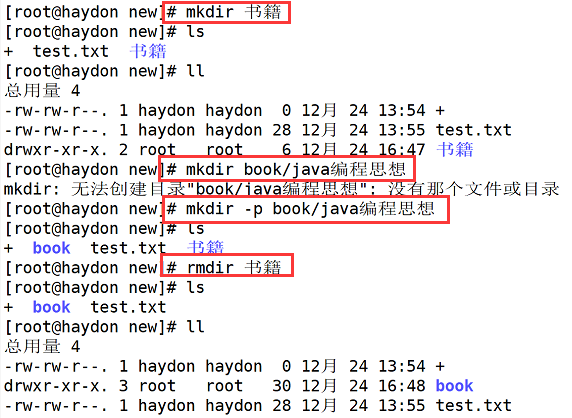 [root@haydon new]# mkdir 书籍
[root@haydon new]# ls
+  test.txt  书籍
[root@haydon new]# ll
总用量 4
-rw-rw-r--. 1 haydon haydon  0 12月 24 13:54 +
-rw-rw-r--. 1 haydon haydon 28 12月 24 13:55 test.txt
drwxr-xr-x. 2 root   root    6 12月 24 16:47 书籍
[root@haydon new]# mkdir book/java编程思想
mkdir: 无法创建目录"book/java编程思想": 没有那个文件或目录
[root@haydon new]# mkdir -p book/java编程思想
[root@haydon new]# ls
+  book  test.txt  书籍
[root@haydon new]# rmdir 书籍
[root@haydon new]# ls
+  book  test.txt
[root@haydon new]# ll
总用量 4
-rw-rw-r--. 1 haydon haydon  0 12月 24 13:54 +
drwxr-xr-x. 3 root   root   30 12月 24 16:48 book
-rw-rw-r--. 1 haydon haydon 28 12月 24 13:55 test.txt